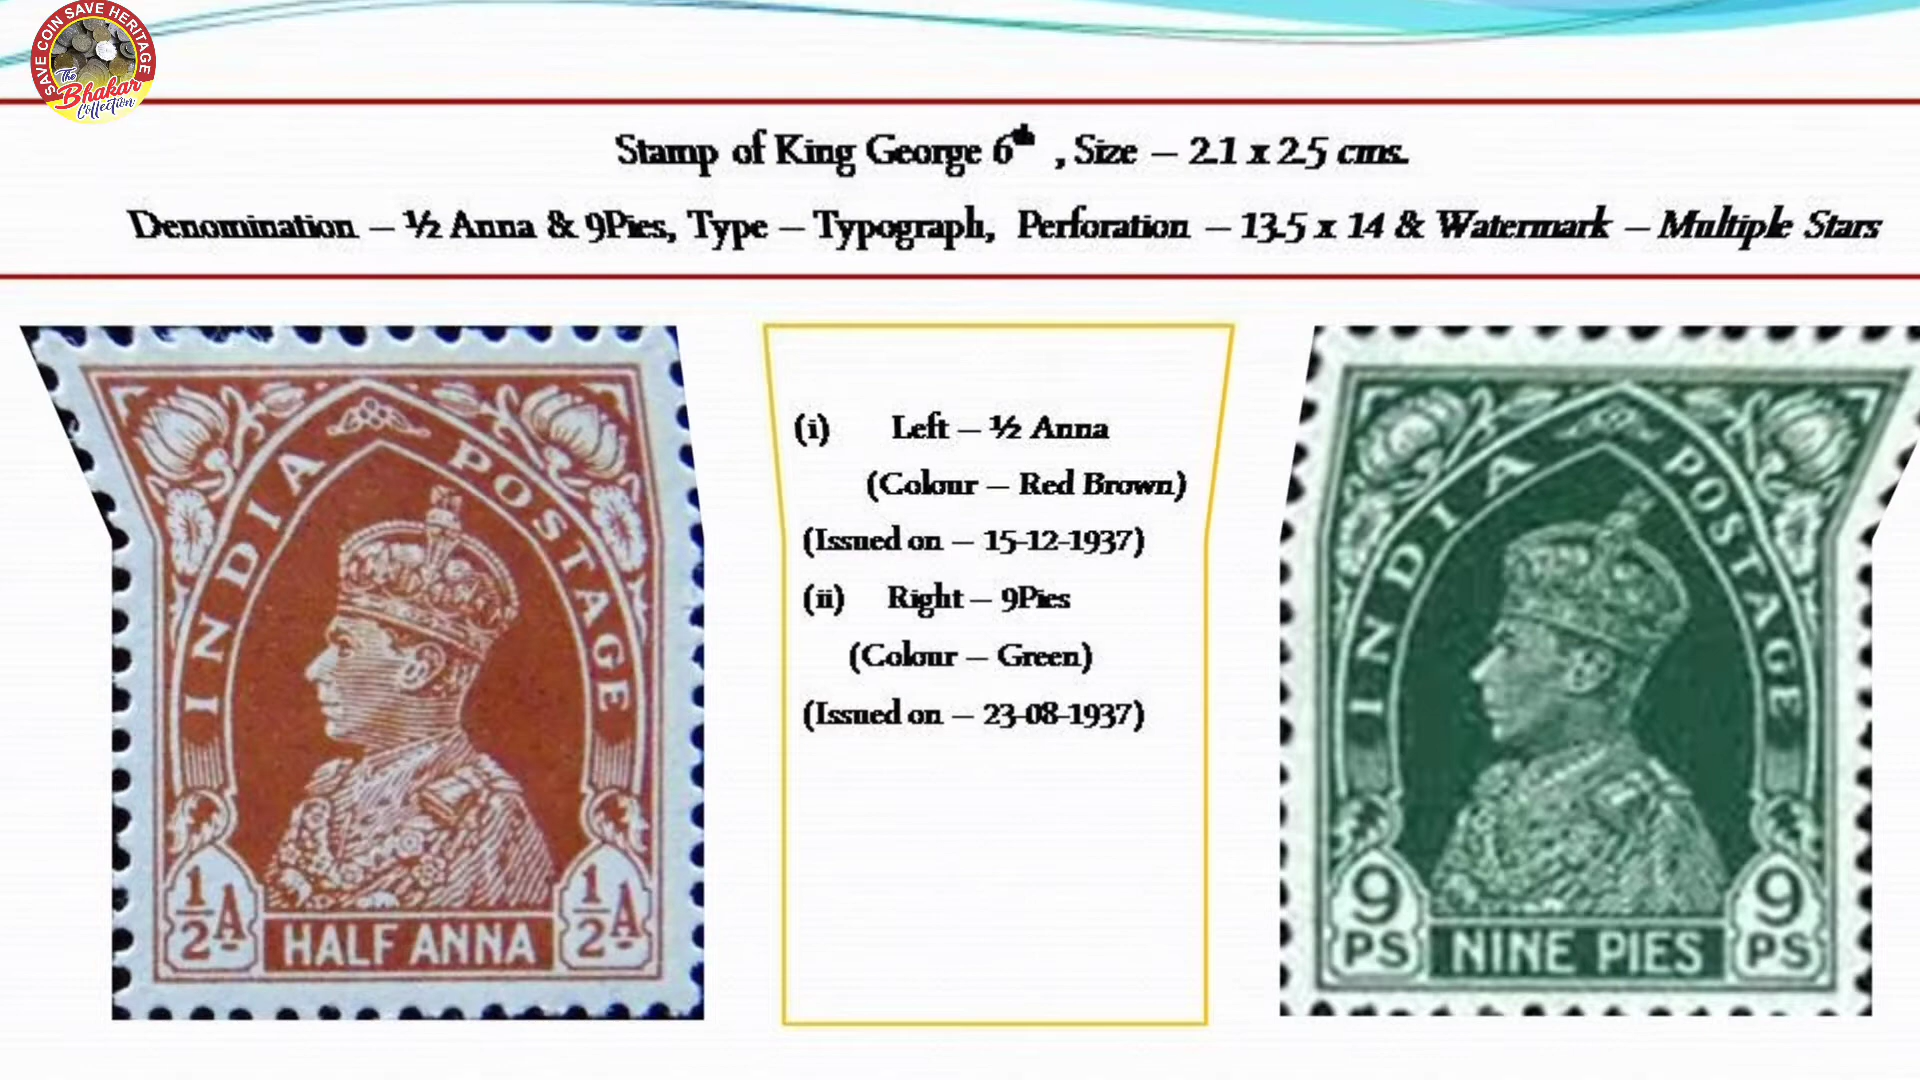 SAVE COIN SAVE HERITAGE
The
Bhakar
Collection
Stamp of King George 6th , Size – 2.1 x 2.5 cms.
Denomination – ½ Anna & 9Pies, Type – Typograph, Perforation – 13.5 x 14 & Watermark – Multiple Stars
INDIA POSTAGE
½A HALF ANNA ½A
(i) Left – ½ Anna
(Colour – Red Brown)
(Issued on – 15-12-1937)
(ii) Right – 9Pies
(Colour – Green)
(Issued on – 23-08-1937)
INDIA POSTAGE
9 PS NINE PIES 9 PS